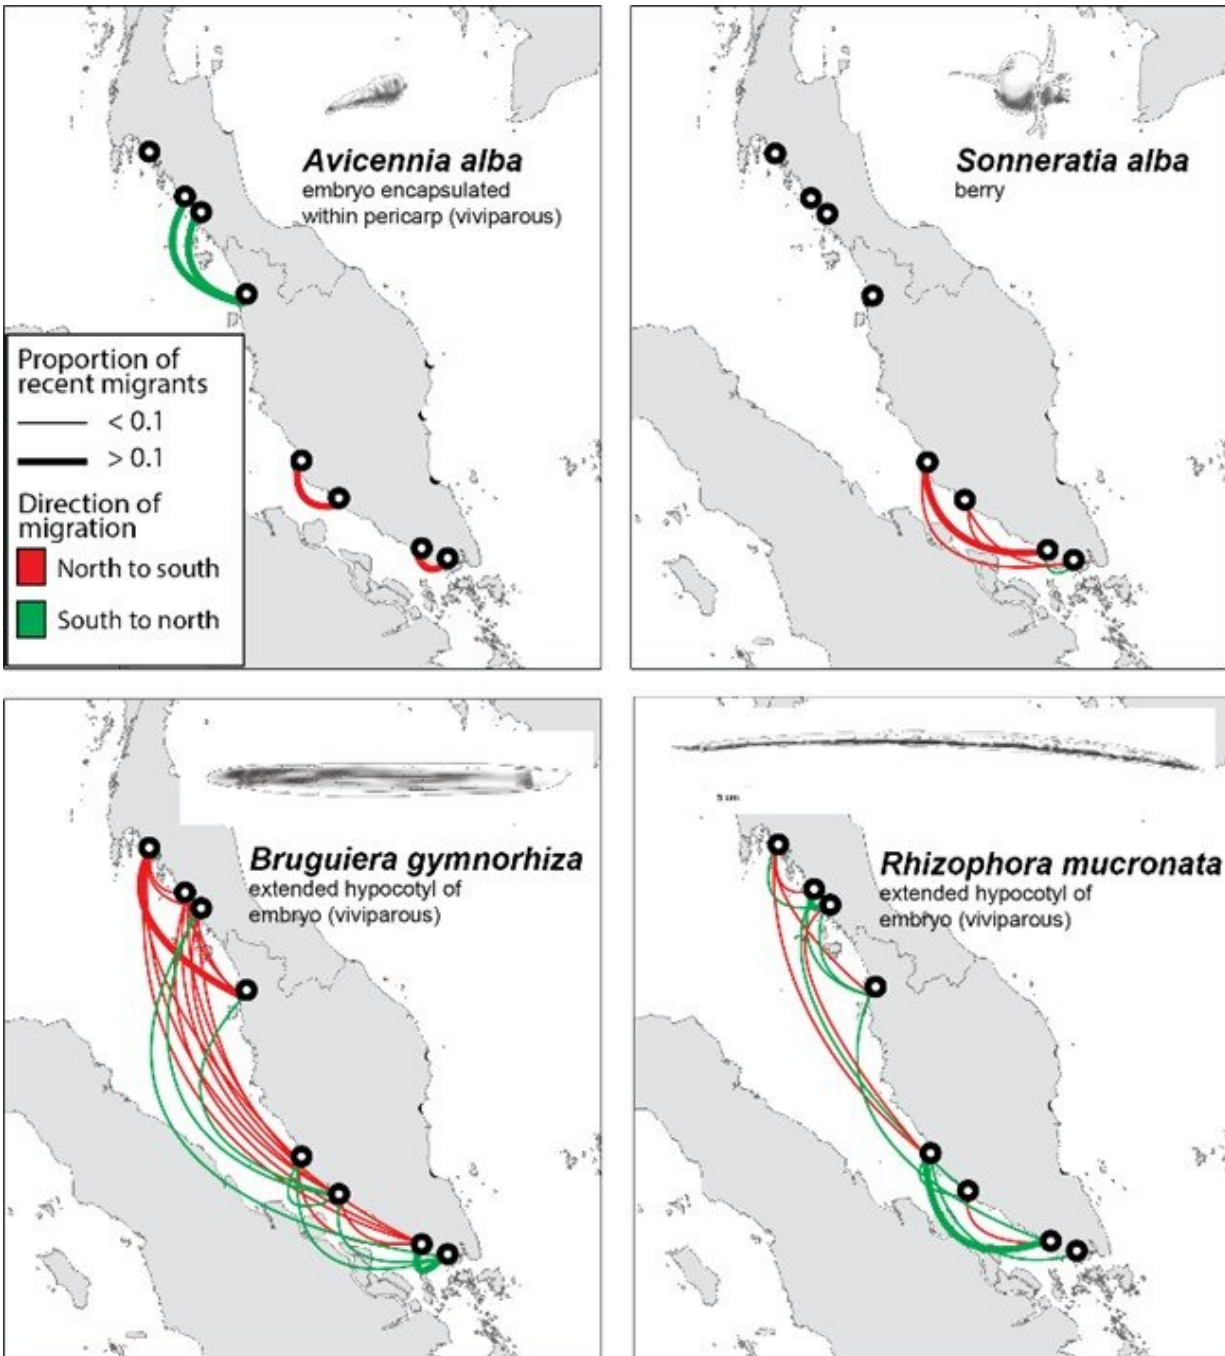 Avicennia alba
embryo encapsulated
within pericarp (viviparous)
Sonneratia alba
berry
Proportion of
recent migrants
< 0.1
> 0.1
Direction of
migration
North to south
South to north
5 cm
Bruguiera gymnorhiza
extended hypocotyl of
embryo (viviparous)
Rhizophora mucronata
extended hypocotyl of
embryo (viviparous)